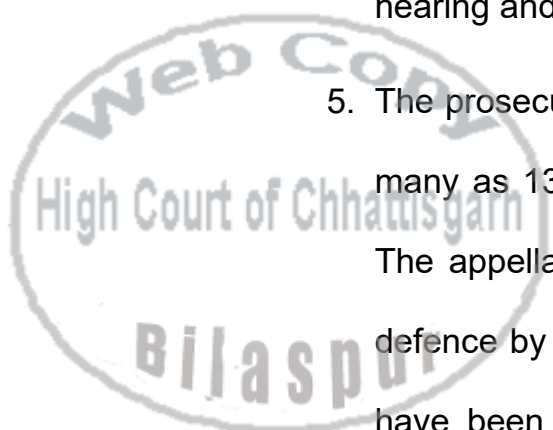 hearing and
Web Copy
5. The prosecu
High Court of Chhattisgarh
many as 13
The appella
Bilaspur
defence by
have been